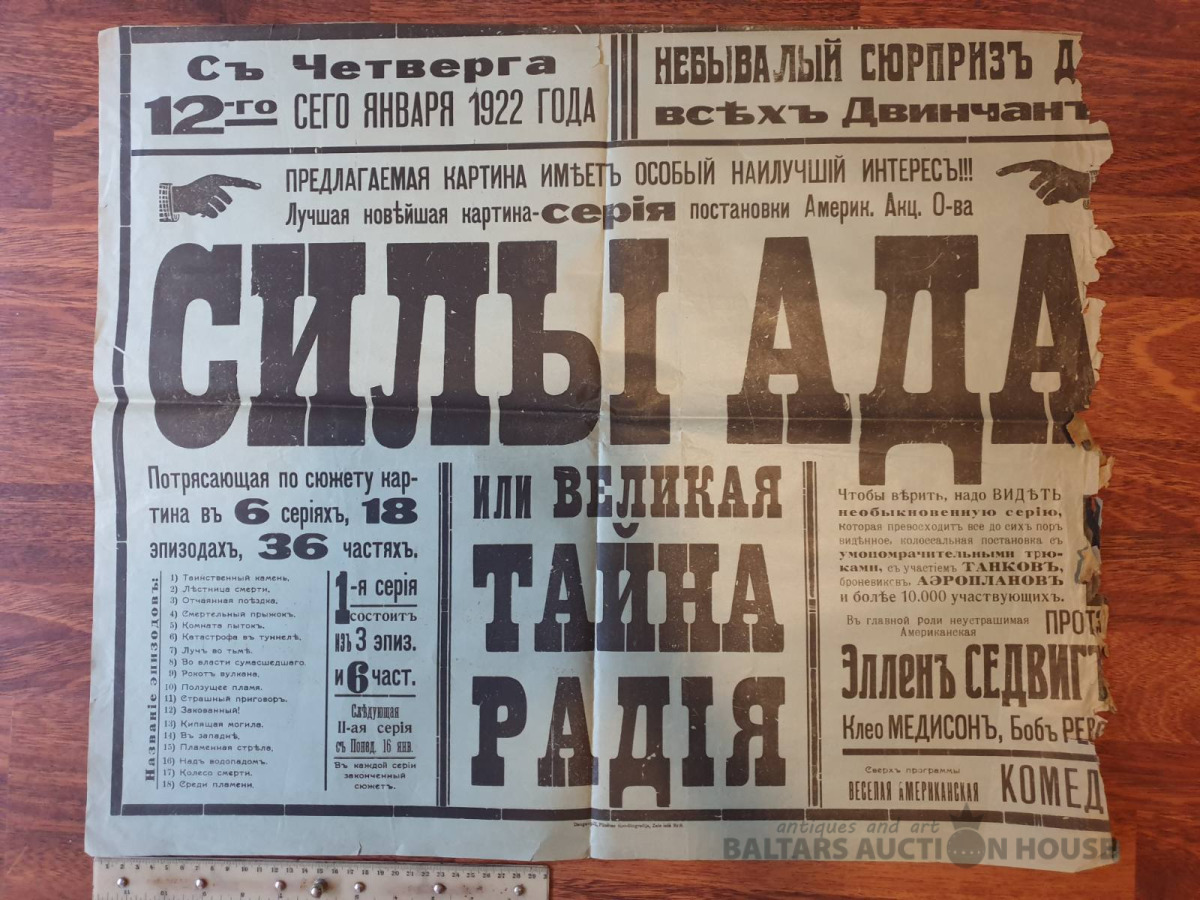 Съ Четверга
12-го СЕГО ЯНВАРЯ 1922 ГОДА
НЕБЫВАЛЫЙ СЮРПРИЗЪ Д
всѣхъ Двинчанъ
ПРЕДЛАГАЕМАЯ КАРТИНА ИМѢЕТЪ ОСОБЫЙ НАИЛУЧШІЙ ИНТЕРЕСЪ!!!
Лучшая новѣйшая картина-серія постановки Америк. Акц. О-ва
СИЛЫ АДА
Потрясающая по сюжету кар-
тина въ 6 серіяхъ, 18
эпизодахъ, 36 частяхъ.
Названіе эпизодовъ:
1) Таинственный камень,
2) Лѣстница смерти,
3) Отчаянная поѣздка,
4) Смертельный прыжокъ.
5) Комната пытокъ.
6) Катастрофа въ туннелѣ,
7) Лучъ во тьмѣ.
8) Во власти сумасшедшаго.
9) Рокотъ вулкана,
10) Ползущее пламя.
11) Страшный приговоръ.
12) Закованный!
13) Кипящая могила.
14) Въ западнѣ,
15) Пламенная стрѣла,
16) Надъ водопадомъ.
17) Колесо смерти.
18) Среди пламени.
1-я серія
состоитъ
изъ 3 эпиз.
и 6 част.
Слѣдующая
II-ая серія
съ Понед. 16 янв.
Въ каждой серіи
законченный
сюжетъ.
или ВЕЛИКАЯ
ТАЙНА
РАДІЯ
Чтобы вѣрить, надо ВИДѢТЬ
необыкновенную серію,
которая превосходитъ все до сихъ поръ
видѣнное, колоссальная постановка съ
умопомрачительными трю-
ками, съ участіемъ ТАНКОВЪ,
броневиковъ, АЭРОПЛАНОВЪ
и болѣе 10.000 участвующихъ.
Въ главной роли неустрашимая
Американская
ПРОТ
Элленъ СЕДВИГ
Клео МЕДИСОНЪ, Бобъ РЕВ
Сверхъ программы
ВЕСЕЛАЯ АМЕРИКАНСКАЯ КОМЕД
antiques and art
BALTARS AUCTION HOUSE